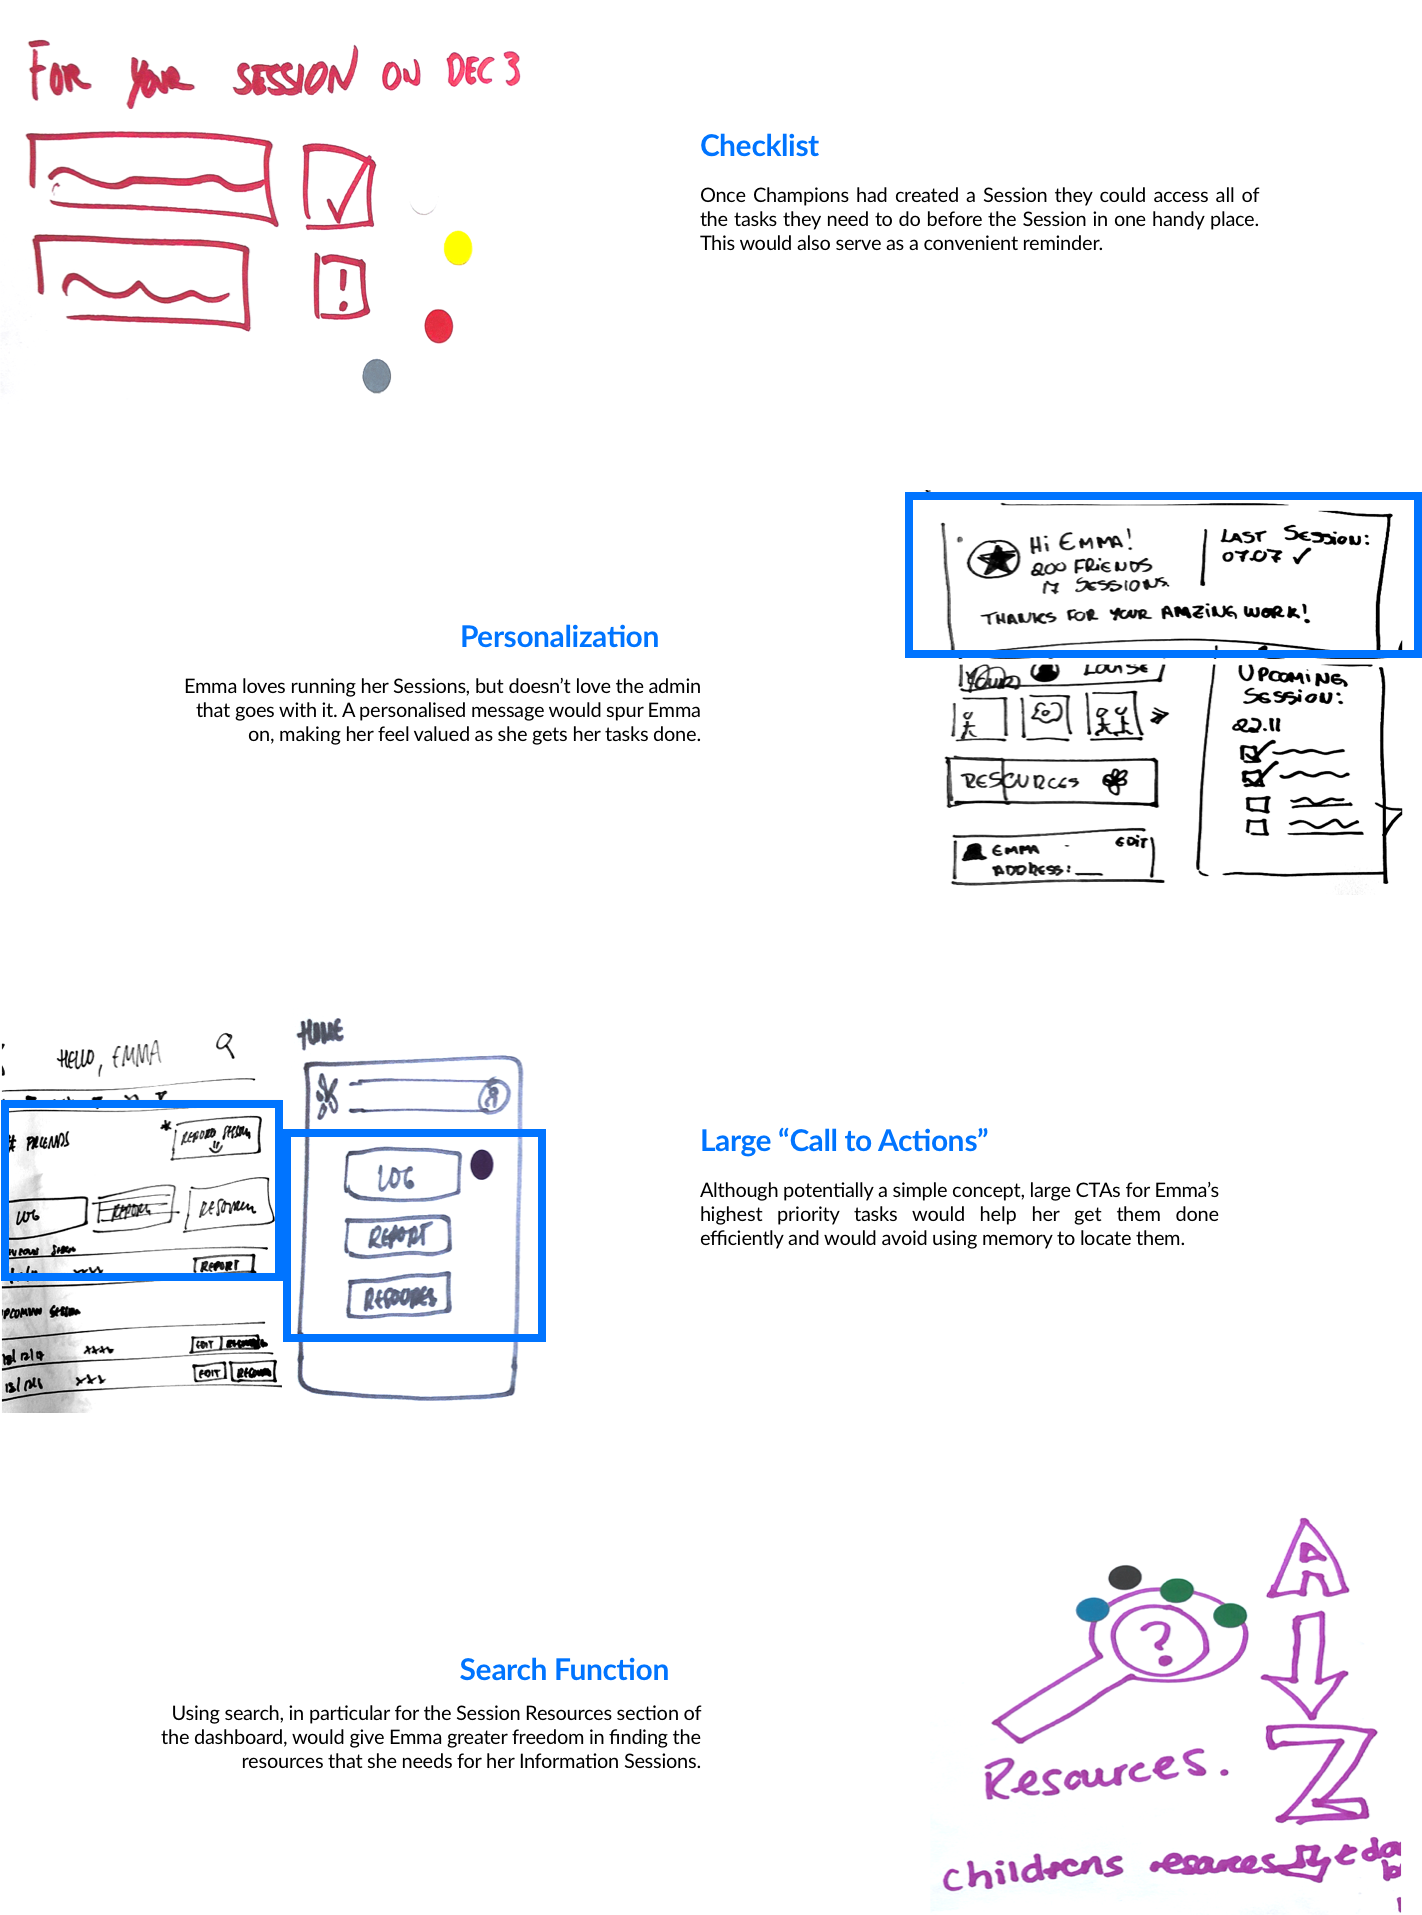 FOR YOUR SESSION ON DEC 3
Checklist
Once Champions had created a Session they could access all of
the tasks they need to do before the Session in one handy place.
This would also serve as a convenient reminder.
!
HI EMMA!
200 FRIENDS
17 SESSIONS
THANKS FOR YOUR AMAZING WORK!
LAST SESSION:
07.07 ✓
Personalization
Emma loves running her Sessions, but doesn’t love the admin
that goes with it. A personalised message would spur Emma
on, making her feel valued as she gets her tasks done.
LOUISE
UPCOMING
SESSION:
22.11
RESOURCES
EMMA
EDIT
ADDRESS:
HOME
HELLO, EMMA
# FRIENDS
LOG
REPORT
REPORT
EDIT
EDIT
LOG
REPORT
Large “Call to Actions”
Although potentially a simple concept, large CTAs for Emma’s
highest priority tasks would help her get them done
efficiently and would avoid using memory to locate them.
Search Function
Using search, in particular for the Session Resources section of
the dashboard, would give Emma greater freedom in finding the
resources that she needs for her Information Sessions.
?
A
Z
Resources.
childrens